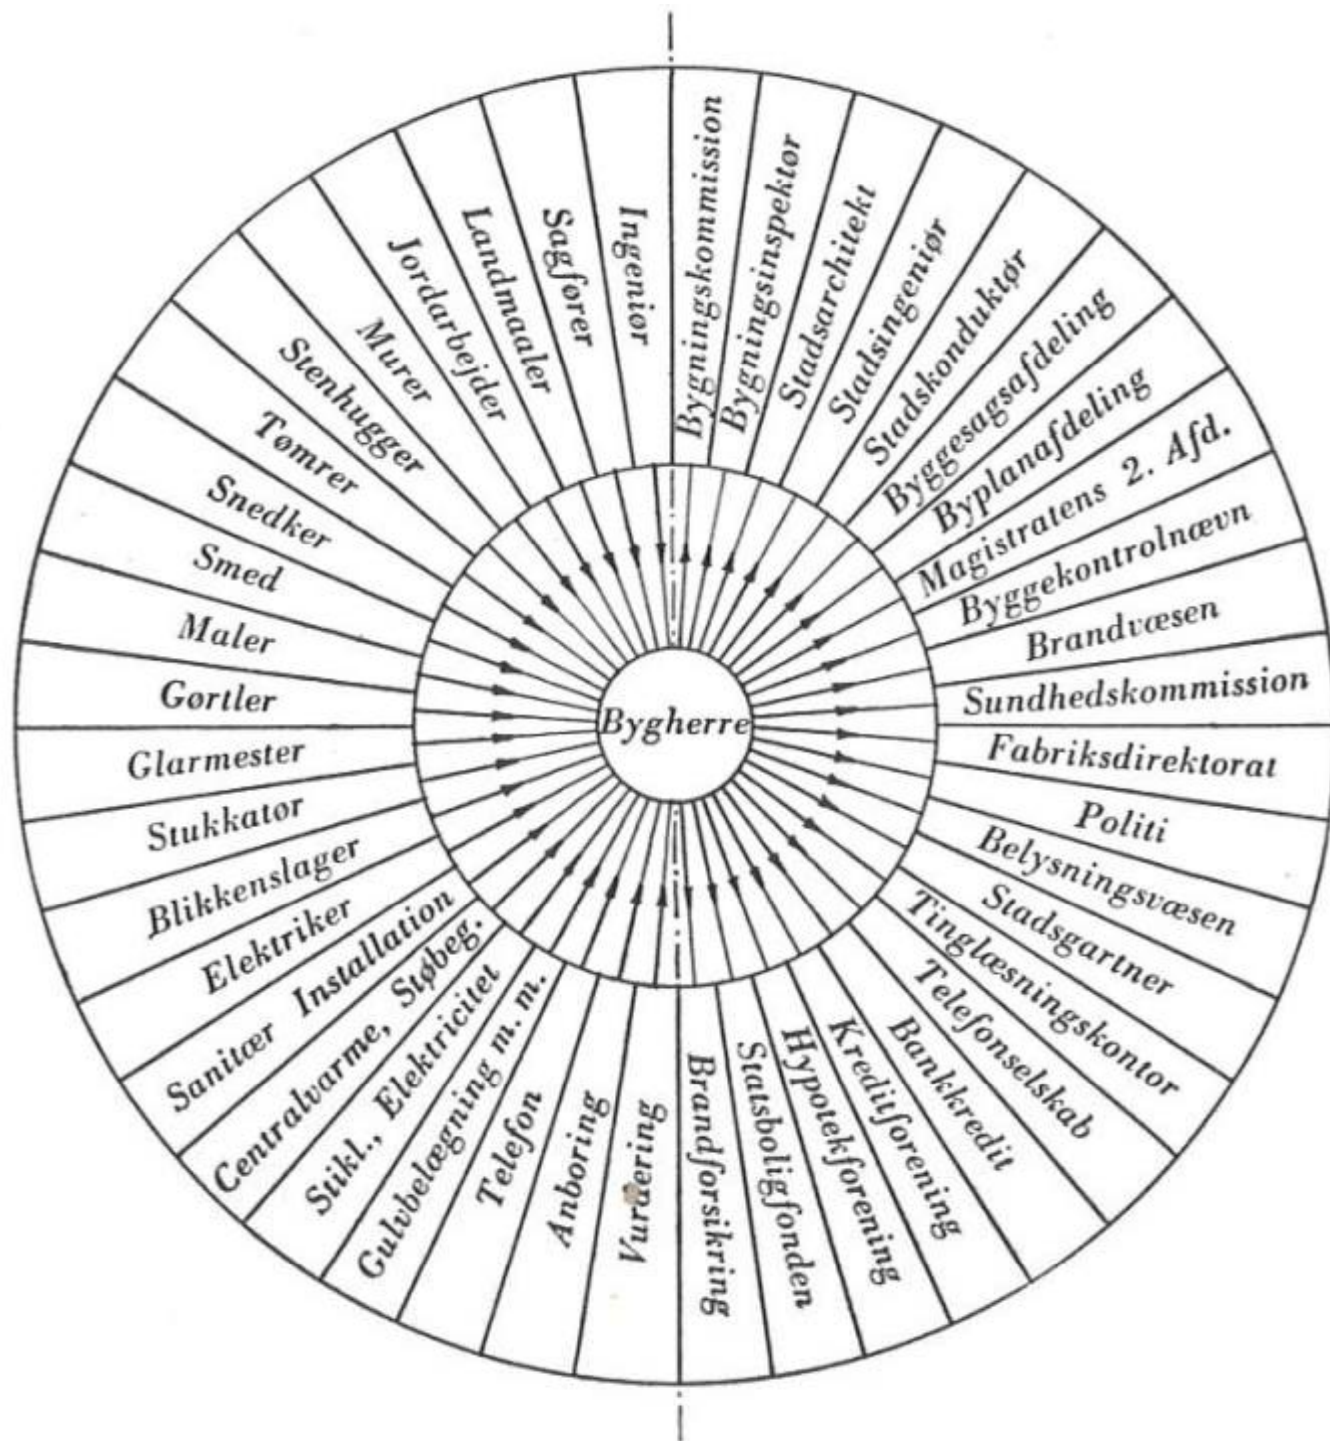 Bygningskommission
Bygningsinspektør
Stadsarchitekt
Stadsingeniør
Stadskonduktør
Byggesagsafdeling
Byplanafdeling
Magistratens 2. Afd.
Byggekontrolnævn
Brandvæsen
Sundhedskommission
Fabriksdirektorat
Politi
Belysningsvæsen
Stadsgartner
Tinglæsningskontor
Telefonselskab
Bankkredit
Kreditforening
Hypotekforening
Statsboligfonden
Brandforsikring
Vurdering
Anboring
Telefon
Gulvbelægning m. m.
Stikl., Elektricitet
Centralvarme, Støbeg.
Sanitær Installation
Elektriker
Blikkenslager
Stukkatør
Glarmester
Gørtler
Maler
Smed
Snedker
Tømrer
Stenhugger
Murer
Jordarbejder
Landmaaler
Sagfører
Ingeniør
Bygherre